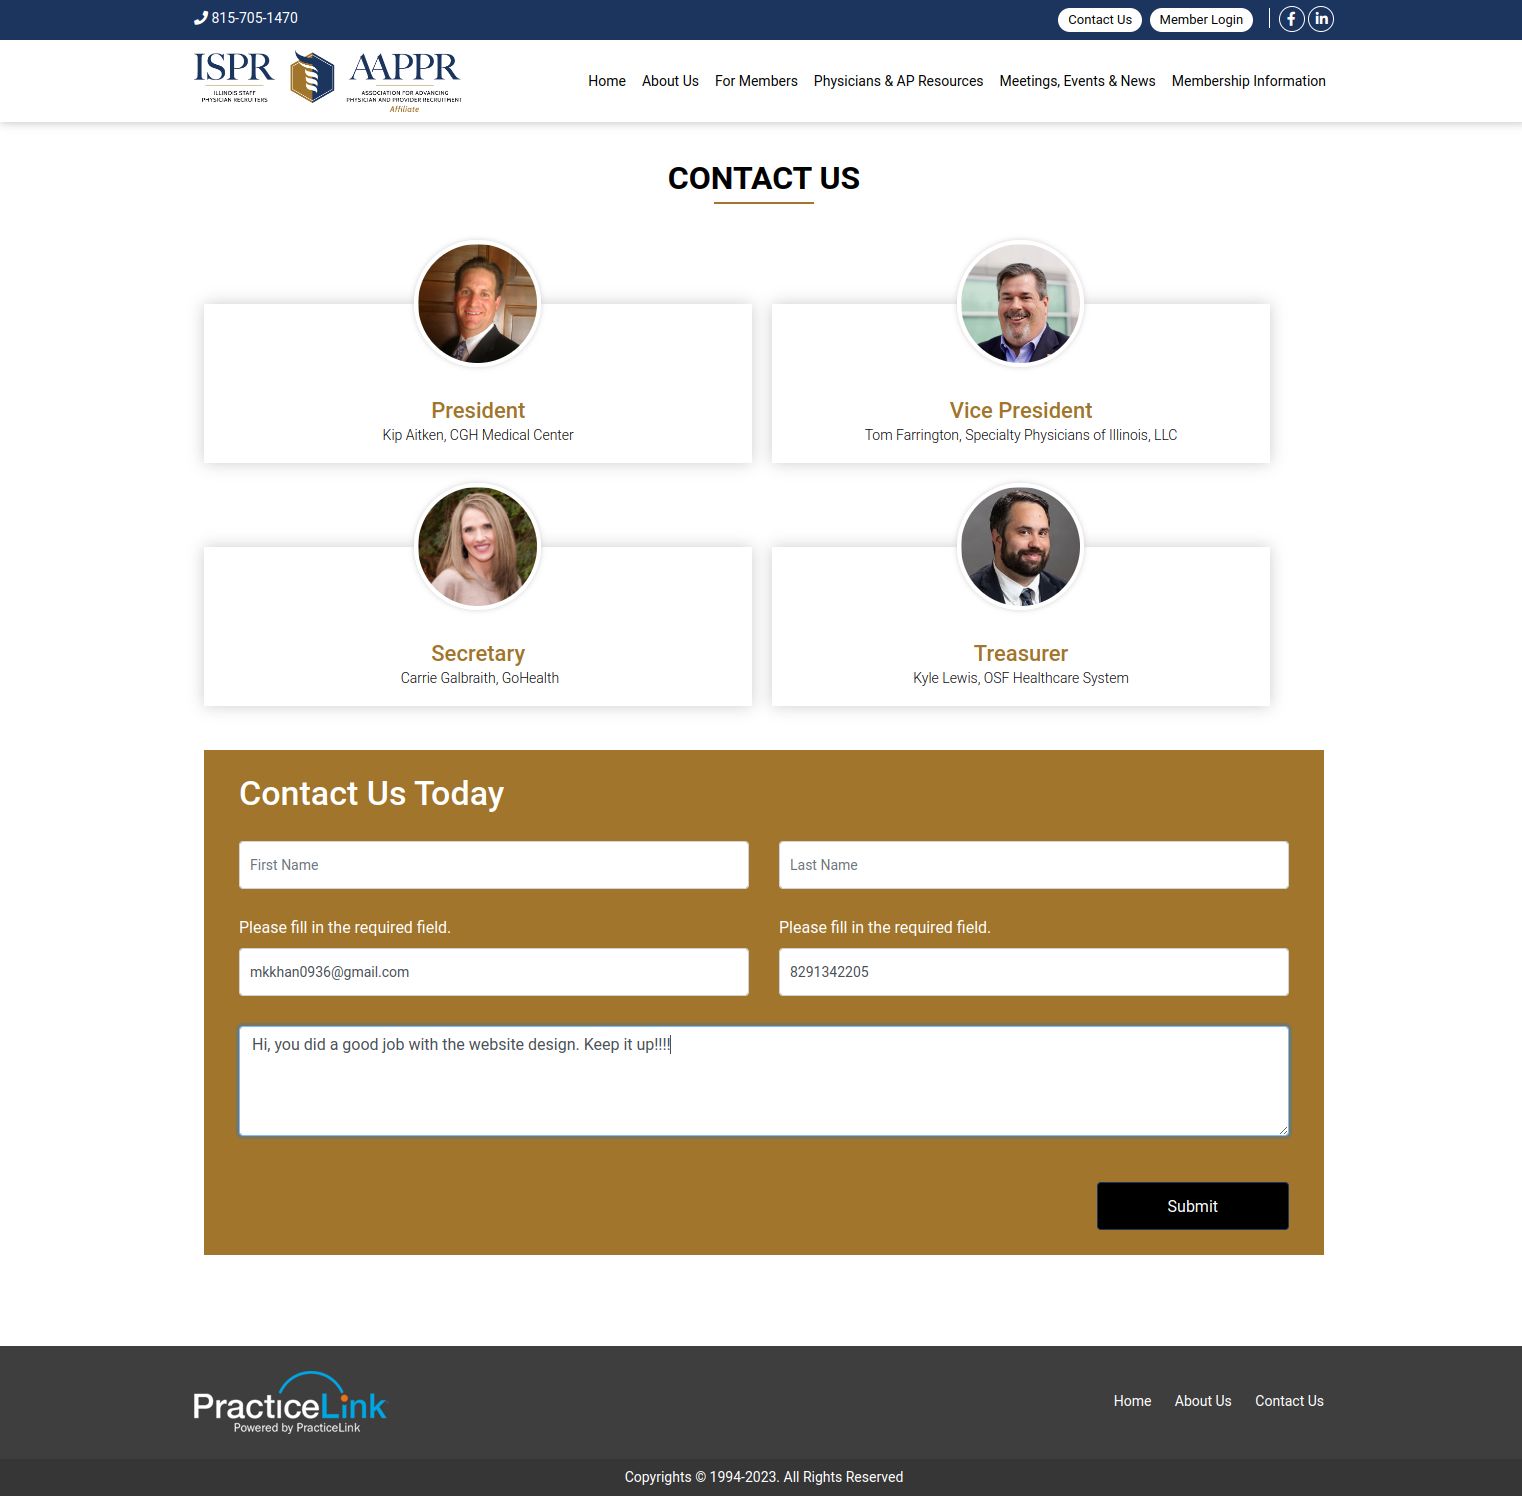 815-705-1470
Contact Us
Member Login
ISPR
ILLINOIS STAFF
PHYSICIAN RECRUITERS
AAPPR
ASSOCIATION FOR ADVANCING
PHYSICIAN AND PROVIDER RECRUITMENT
Affiliate
Home
About Us
For Members
Physicians & AP Resources
Meetings, Events & News
Membership Information
CONTACT US
President
Kip Aitken, CGH Medical Center
Vice President
Tom Farrington, Specialty Physicians of Illinois, LLC
Secretary
Carrie Galbraith, GoHealth
Treasurer
Kyle Lewis, OSF Healthcare System
Contact Us Today
First Name
Last Name
Please fill in the required field.
Please fill in the required field.
mkkhan0936@gmail.com
8291342205
Hi, you did a good job with the website design. Keep it up!!!!
Submit
PracticeLink
Powered by PracticeLink
Home
About Us
Contact Us
Copyrights © 1994-2023. All Rights Reserved